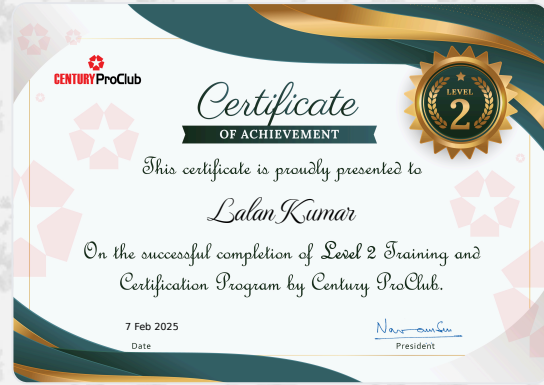 CENTURY ProClub
Certificate
OF ACHIEVEMENT
LEVEL
2
This certificate is proudly presented to
Lalan Kumar
On the successful completion of Level 2 Training and
Certification Program by Century ProClub.
7 Feb 2025
Date
President